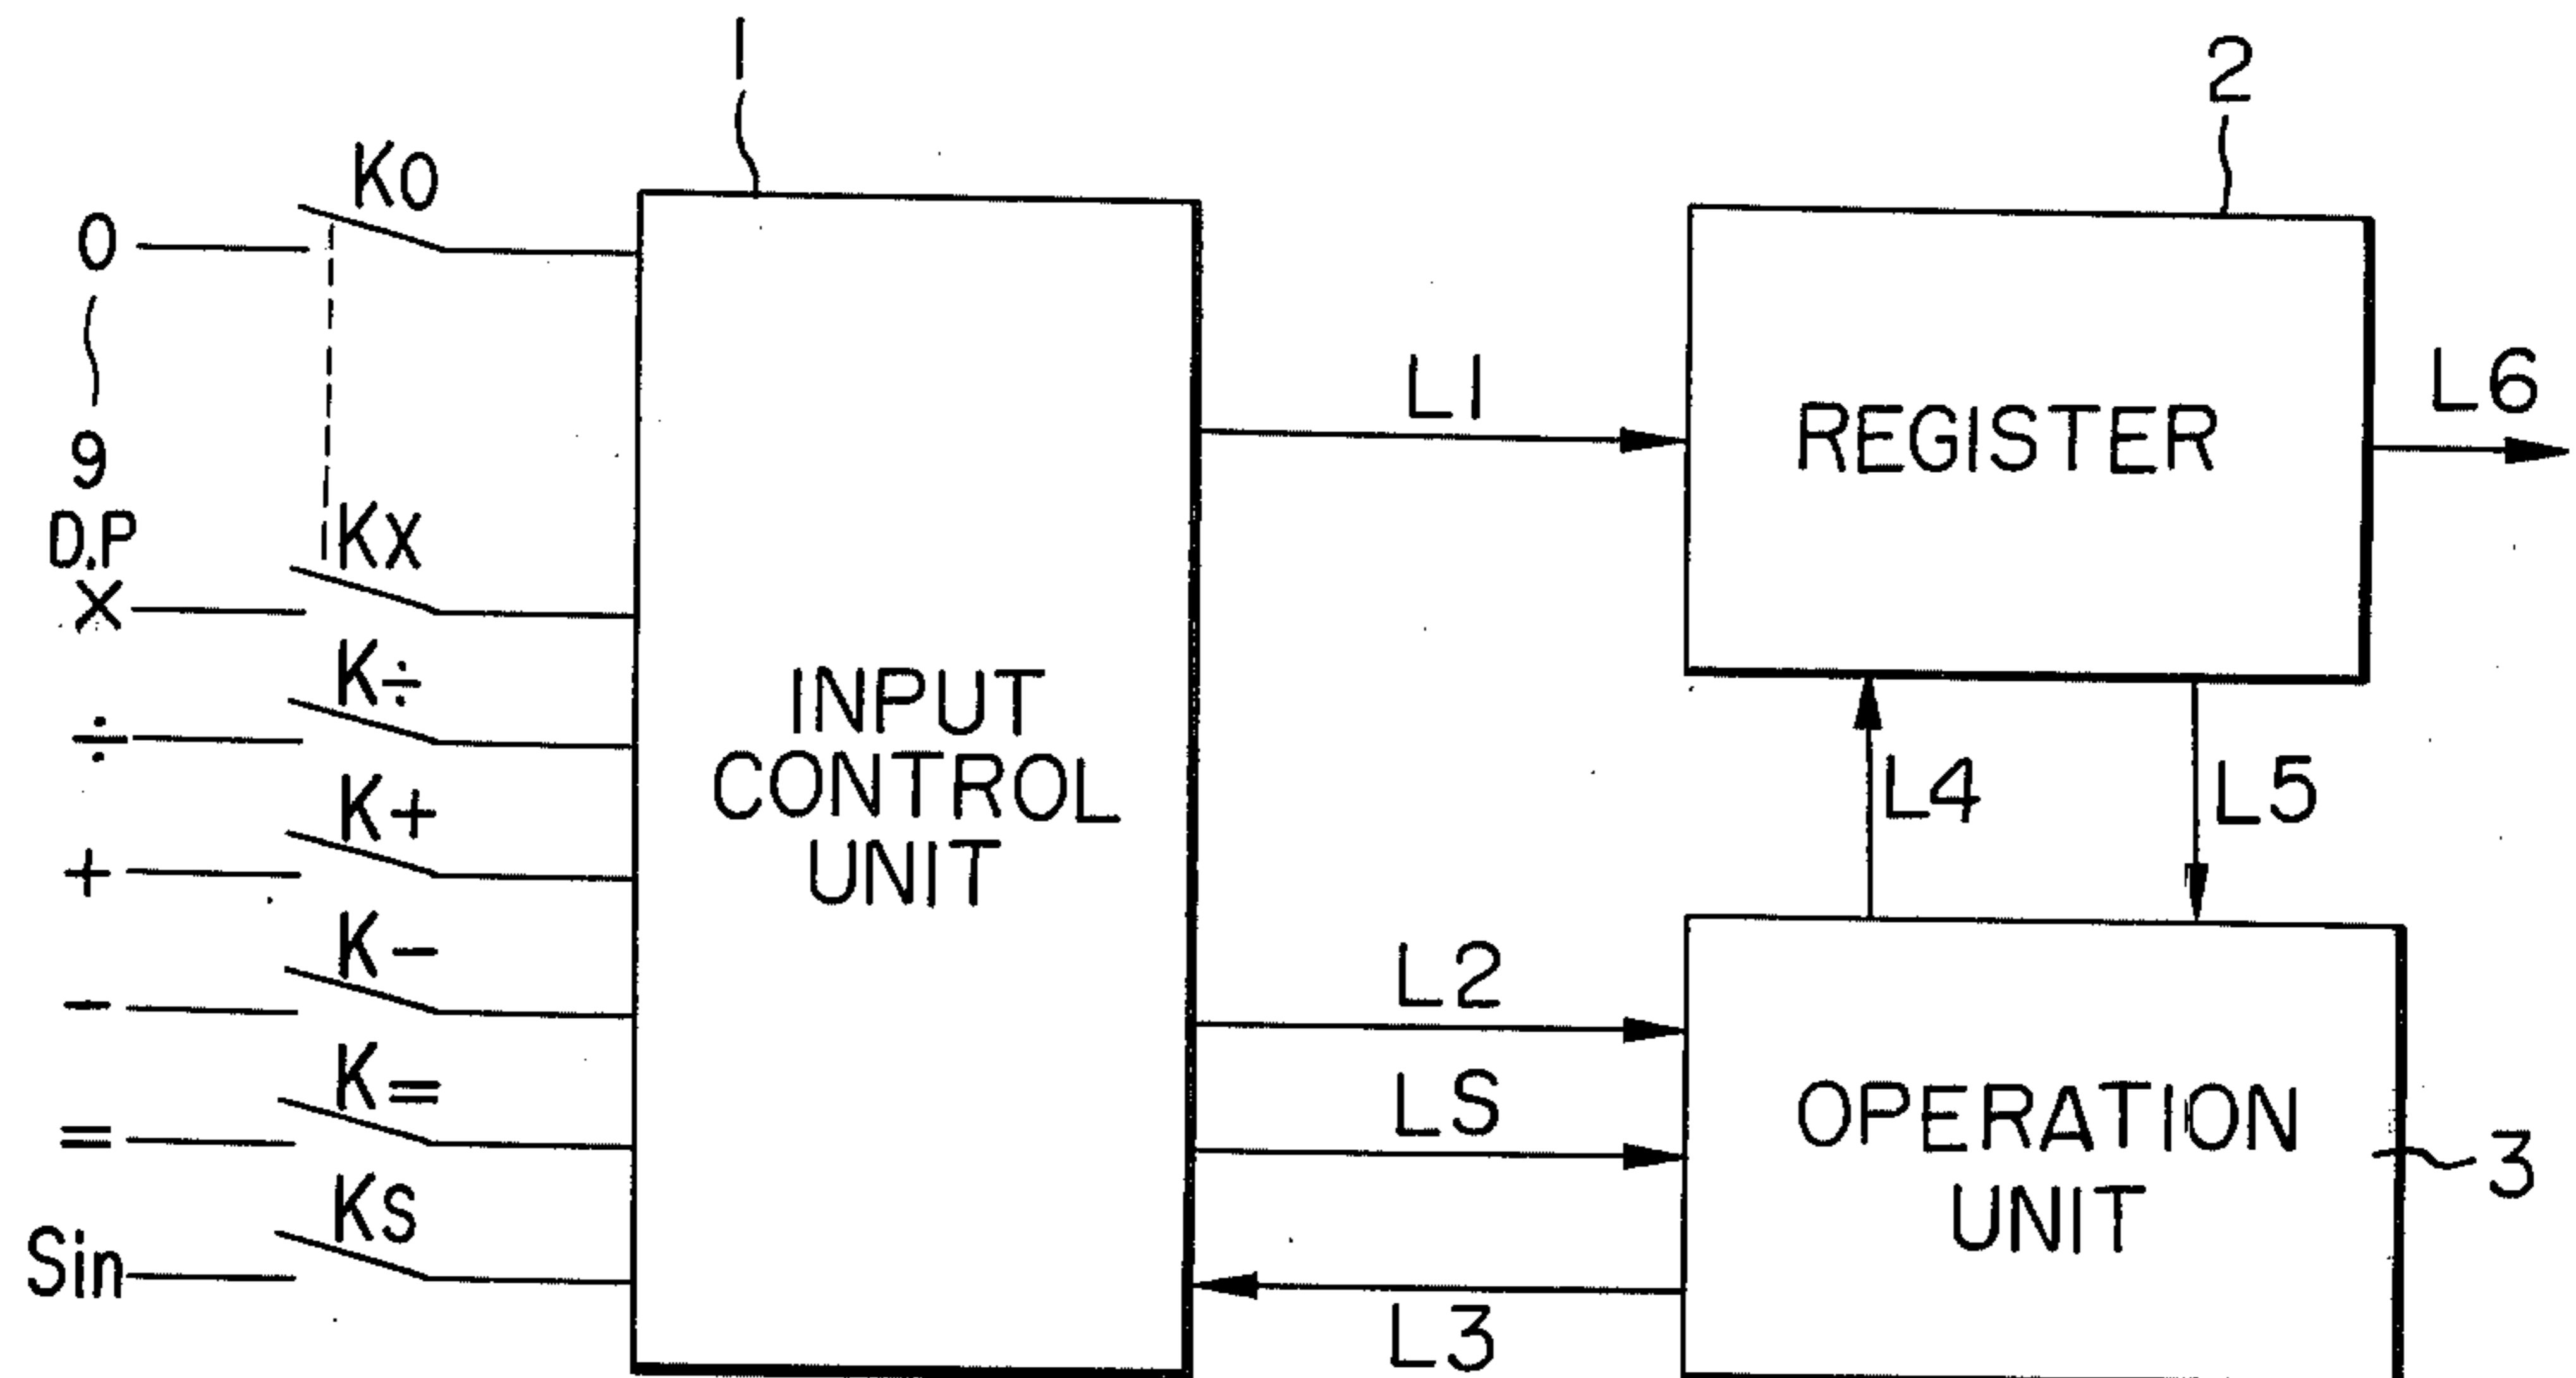 1
2
0
K0
9
D.P
×
Kx
÷
K÷
+
K+
-
K-
=
K=
Sin
Ks
INPUT
CONTROL
UNIT
L1
REGISTER
L6
L4
L5
L2
LS
L3
OPERATION
UNIT
3